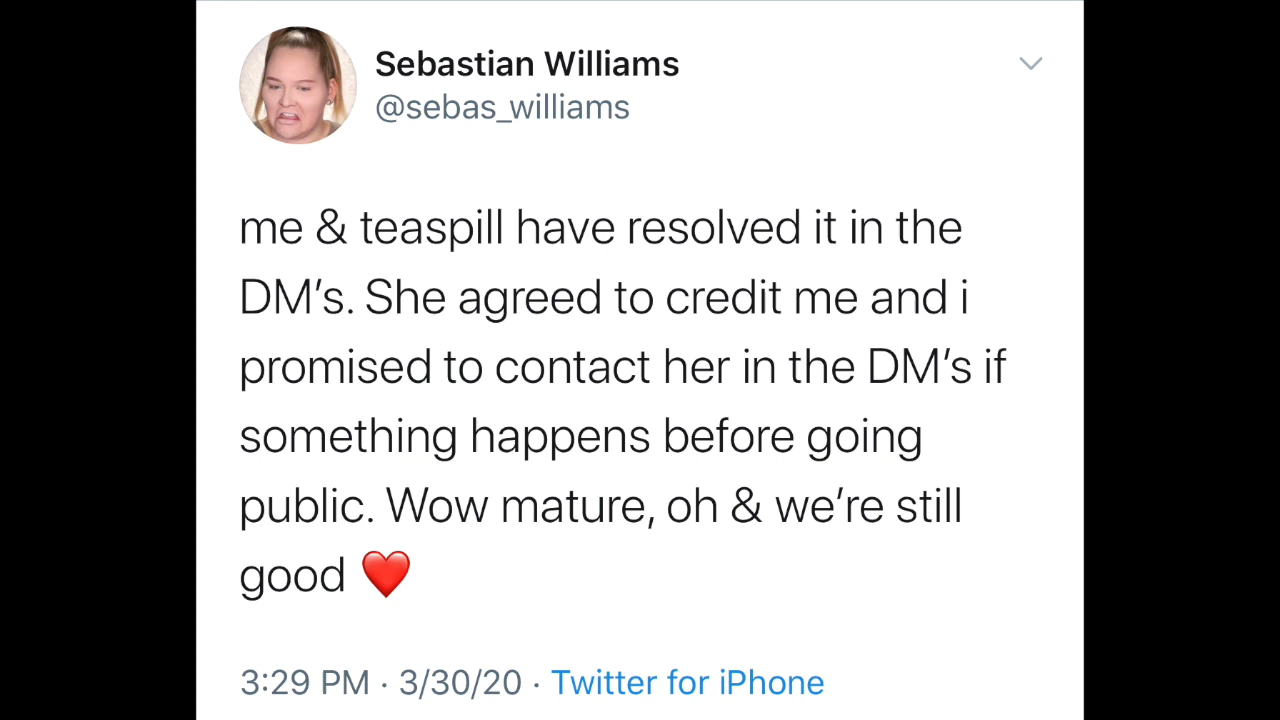 Sebastian Williams
@sebas_williams
me & teaspill have resolved it in the
DM’s. She agreed to credit me and i
promised to contact her in the DM’s if
something happens before going
public. Wow mature, oh & we’re still
good ❤️
3:29 PM · 3/30/20 · Twitter for iPhone